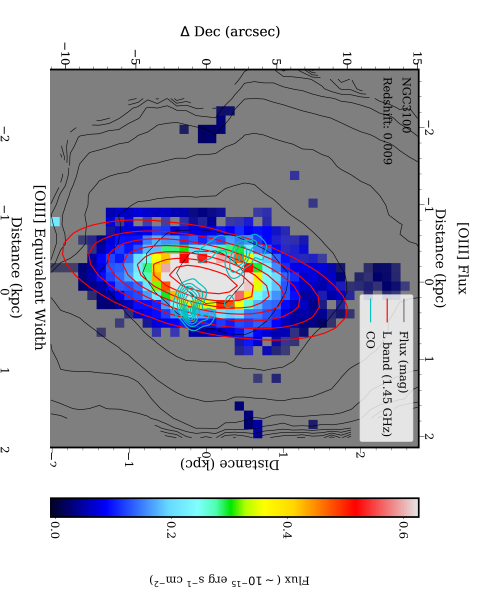 [OIII] Flux
Distance (kpc)
−2
−1
0
1
2
NGC3100
Redshift: 0.009
Flux (mag)
L band (1.45 GHz)
CO
15
10
5
0
−5
−10
Δ Dec (arcsec)
−2
−1
0
1
2
Distance (kpc)
[OIII] Equivalent Width
Distance (kpc)
−2
−1
0
1
2
0.0
0.2
0.4
0.6
Flux (∼ 10⁻¹⁵ erg s⁻¹ cm⁻²)